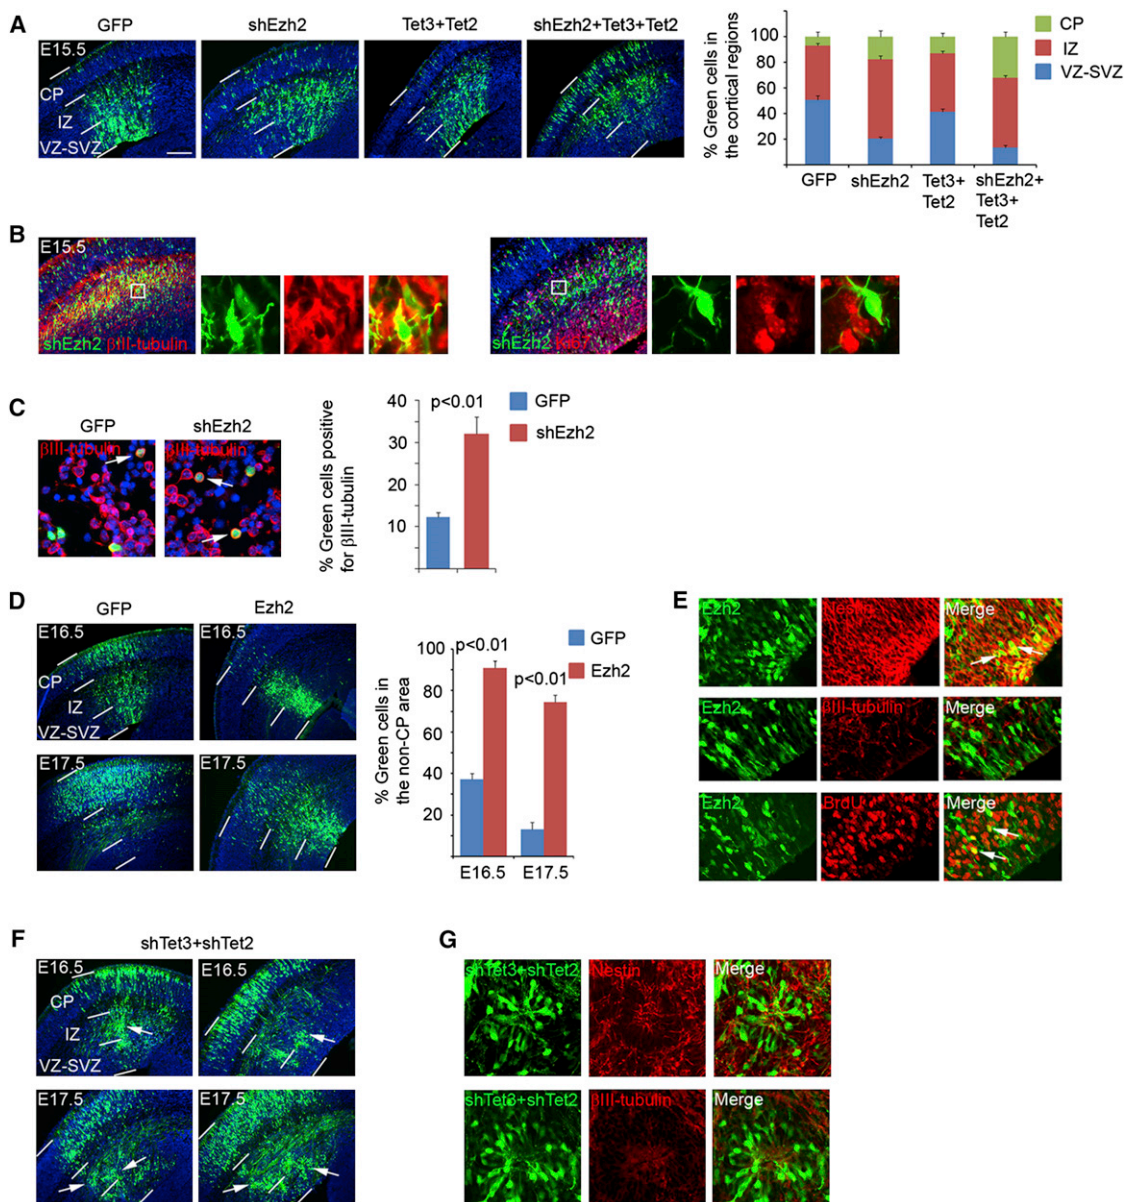 A
GFP
shEzh2
Tet3+Tet2
shEzh2+Tet3+Tet2
E15.5
CP
IZ
VZ-SVZ
% Green cells in
the cortical regions
100
80
60
40
20
GFP
shEzh2
Tet3+
Tet2
shEzh2+
Tet3+
Tet2
CP
IZ
VZ-SVZ
B
E15.5
shEzh2 βIII-tubulin
shEzh2 Ki67
C
GFP
shEzh2
βIII-tubulin
βIII-tubulin
% Green cells positive
for βIII-tubulin
40
30
20
10
p<0.01
GFP
shEzh2
D
GFP
Ezh2
E16.5
CP
IZ
VZ-SVZ
E16.5
E17.5
E17.5
% Green cells in
the non-CP area
100
80
60
40
20
p<0.01
p<0.01
E16.5
E17.5
GFP
Ezh2
E
Ezh2
Nestin
Merge
Ezh2
βIII-tubulin
Merge
Ezh2
BrdU
Merge
F
shTet3+shTet2
E16.5
CP
IZ
VZ-SVZ
E16.5
E17.5
E17.5
G
shTet3+shTet2
Nestin
Merge
shTet3+shTet2
βIII-tubulin
Merge